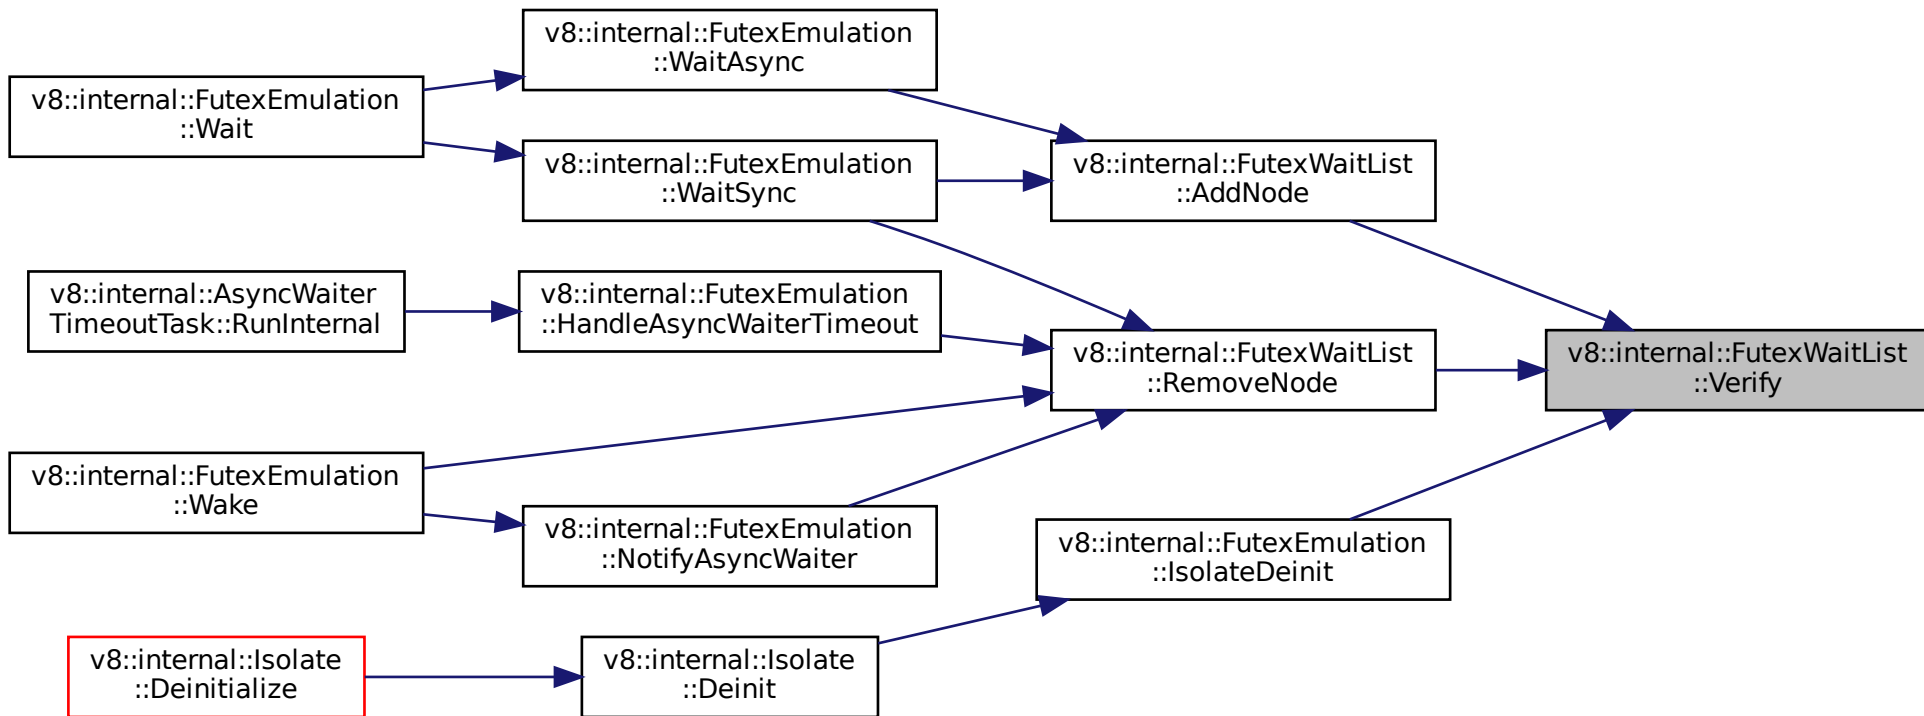 v8::internal::FutexEmulation
::WaitAsync
v8::internal::FutexEmulation
::Wait
v8::internal::FutexEmulation
::WaitSync
v8::internal::FutexWaitList
::AddNode
v8::internal::AsyncWaiter
TimeoutTask::RunInternal
v8::internal::FutexEmulation
::HandleAsyncWaiterTimeout
v8::internal::FutexWaitList
::RemoveNode
v8::internal::FutexWaitList
::Verify
v8::internal::FutexEmulation
::Wake
v8::internal::FutexEmulation
::NotifyAsyncWaiter
v8::internal::FutexEmulation
::IsolateDeinit
v8::internal::Isolate
::Deinitialize
v8::internal::Isolate
::Deinit